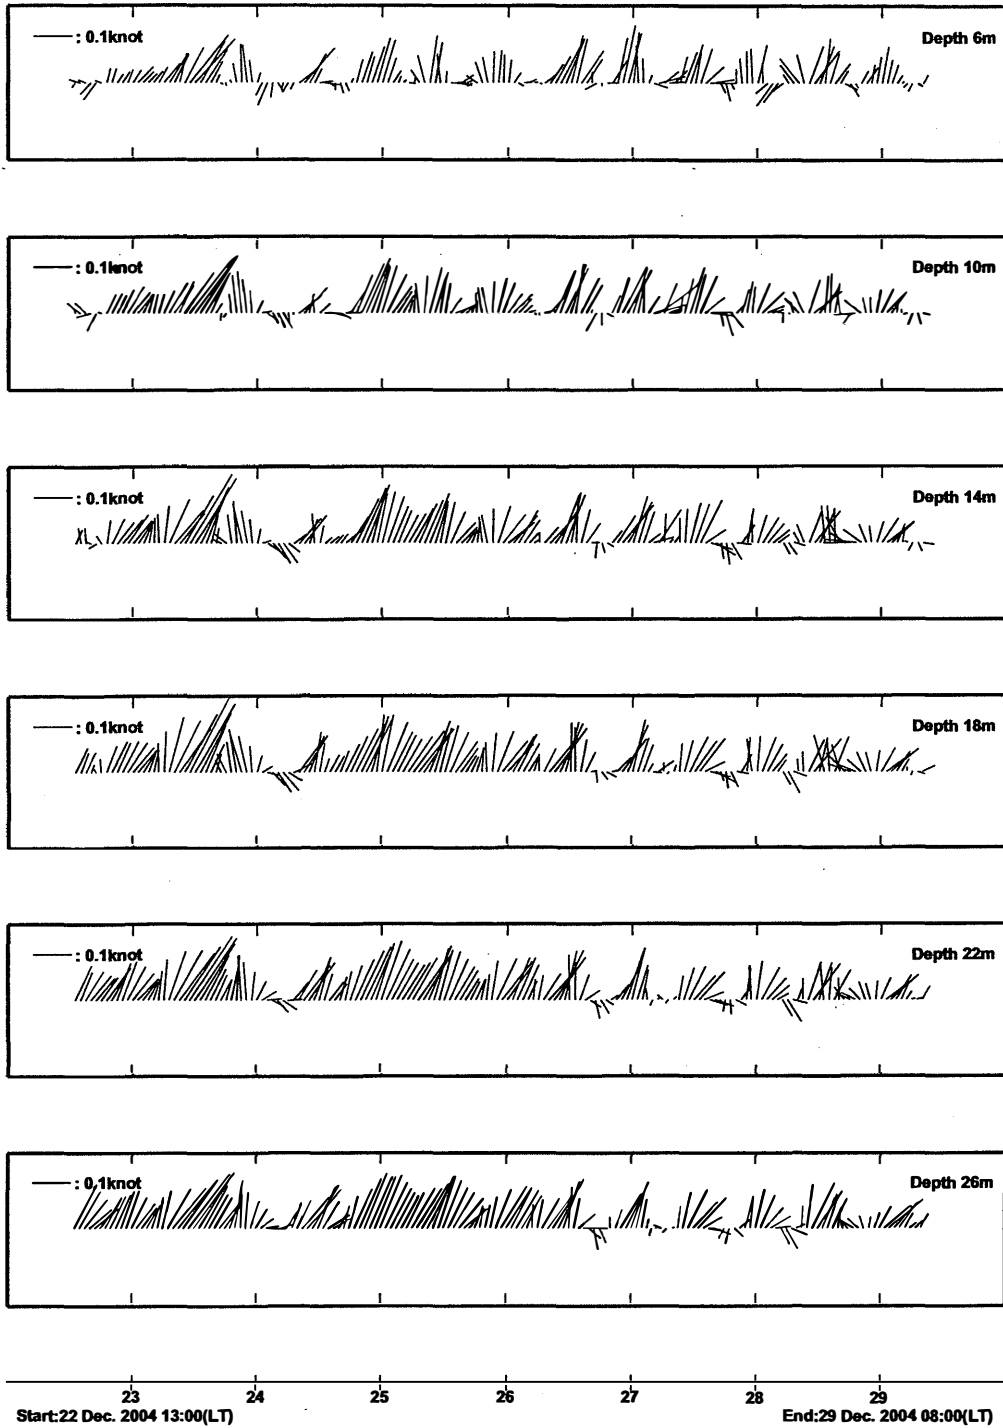 : 0.1knot Depth 6m
: 0.1knot Depth 10m
: 0.1knot Depth 14m
: 0.1knot Depth 18m
: 0.1knot Depth 22m
: 0.1knot Depth 26m
23 24 25 26 27 28 29
Start:22 Dec. 2004 13:00(LT) End:29 Dec. 2004 08:00(LT)